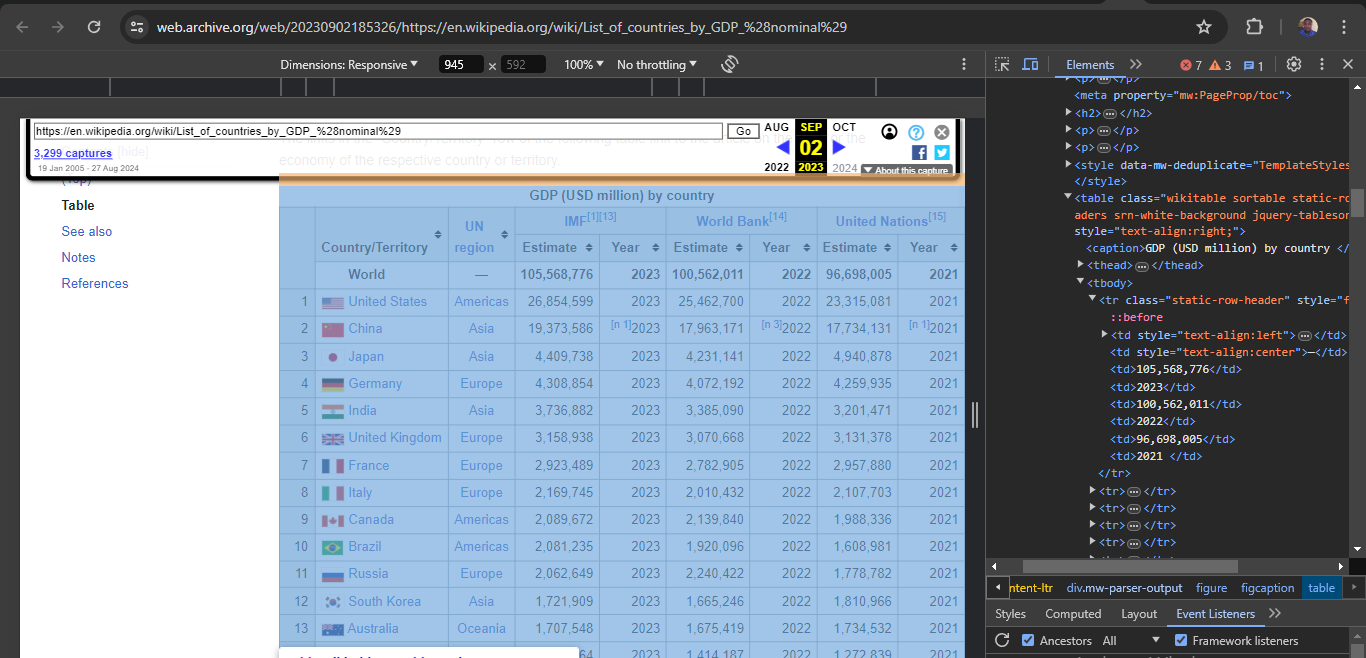 web.archive.org/web/20230902185326/https://en.wikipedia.org/wiki/List_of_countries_by_GDP_%28nominal%29
Dimensions: Responsive 945 × 592 100% No throttling
Elements 7 3 1
https://en.wikipedia.org/wiki/List_of_countries_by_GDP_%28nominal%29 Go AUG SEP OCT
3,299 captures [hide] 02
19 Jan 2005 - 27 Aug 2024 2022 2023 2024 About this capture
economy of the respective country or territory.
(Top)
Table
See also
Notes
References
GDP (USD million) by country
Country/Territory UN region IMF[1][13] World Bank[14] United Nations[15]
Estimate Year Estimate Year Estimate Year
World — 105,568,776 2023 100,562,011 2022 96,698,005 2021
1 United States Americas 26,854,599 2023 25,462,700 2022 23,315,081 2021
2 China Asia 19,373,586 [n 1]2023 17,963,171 [n 3]2022 17,734,131 [n 1]2021
3 Japan Asia 4,409,738 2023 4,231,141 2022 4,940,878 2021
4 Germany Europe 4,308,854 2023 4,072,192 2022 4,259,935 2021
5 India Asia 3,736,882 2023 3,385,090 2022 3,201,471 2021
6 United Kingdom Europe 3,158,938 2023 3,070,668 2022 3,131,378 2021
7 France Europe 2,923,489 2023 2,782,905 2022 2,957,880 2021
8 Italy Europe 2,169,745 2023 2,010,432 2022 2,107,703 2021
9 Canada Americas 2,089,672 2023 2,139,840 2022 1,988,336 2021
10 Brazil Americas 2,081,235 2023 1,920,096 2022 1,608,981 2021
11 Russia Europe 2,062,649 2023 2,240,422 2022 1,778,782 2021
12 South Korea Asia 1,721,909 2023 1,665,246 2022 1,810,966 2021
13 Australia Oceania 1,707,548 2023 1,675,419 2022 1,734,532 2021
64 2023 1,414,187 2022 1,272,839 2021
<p>…</p>
<meta property="mw:PageProp/toc">
<h2>…</h2>
<p>…</p>
<p>…</p>
<style data-mw-deduplicate="TemplateStyles
</style>
<table class="wikitable sortable static-ro
aders srn-white-background jquery-tablesor
style="text-align:right;">
<caption>GDP (USD million) by country </
<thead>…</thead>
<tbody>
<tr class="static-row-header" style="f
::before
<td style="text-align:left">…</td>
<td style="text-align:center">—</td>
<td>105,568,776</td>
<td>2023</td>
<td>100,562,011</td>
<td>2022</td>
<td>96,698,005</td>
<td>2021 </td>
</tr>
<tr>…</tr>
<tr>…</tr>
<tr>…</tr>
<tr>…</tr>
ntent-ltr div.mw-parser-output figure figcaption table
Styles Computed Layout Event Listeners
Ancestors All Framework listeners